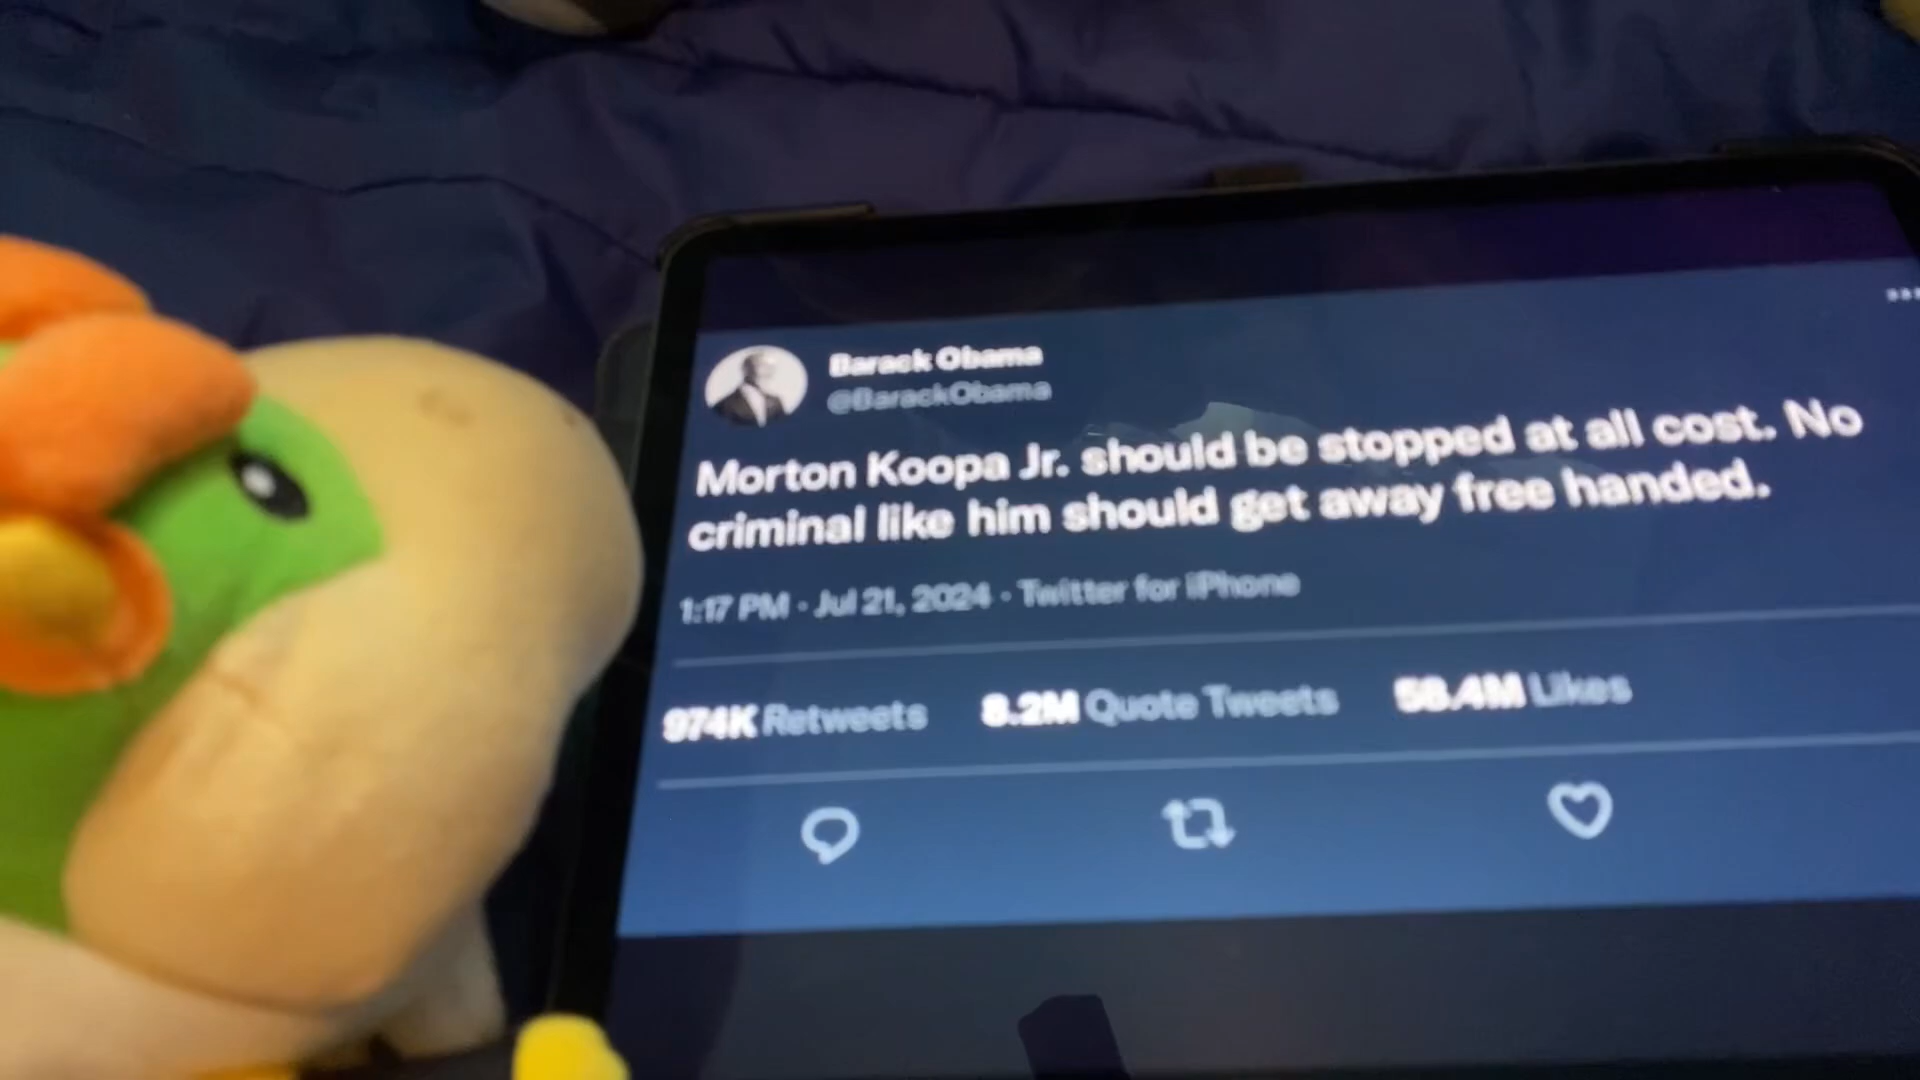 Barack Obama
@BarackObama
Morton Koopa Jr. should be stopped at all cost. No
criminal like him should get away free handed.
1:17 PM · Jul 21, 2024 · Twitter for iPhone
974K Retweets 8.2M Quote Tweets 58.4M Likes